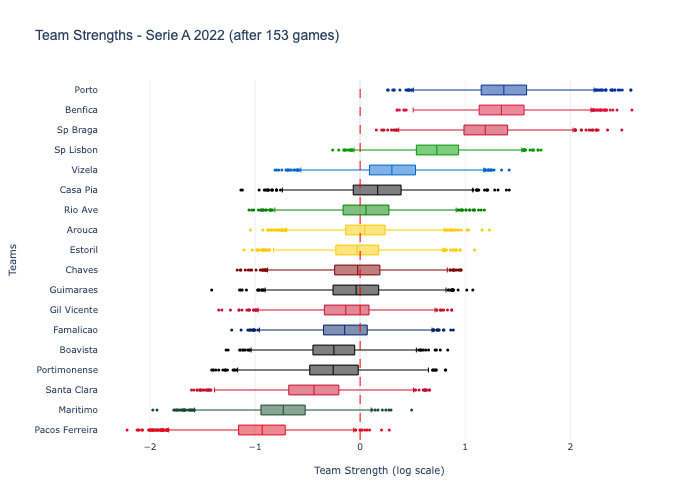 Team Strengths - Serie A 2022 (after 153 games)
Teams
Porto
Benfica
Sp Braga
Sp Lisbon
Vizela
Casa Pia
Rio Ave
Arouca
Estoril
Chaves
Guimaraes
Gil Vicente
Famalicao
Boavista
Portimonense
Santa Clara
Maritimo
Pacos Ferreira
−2 −1 0 1 2
Team Strength (log scale)